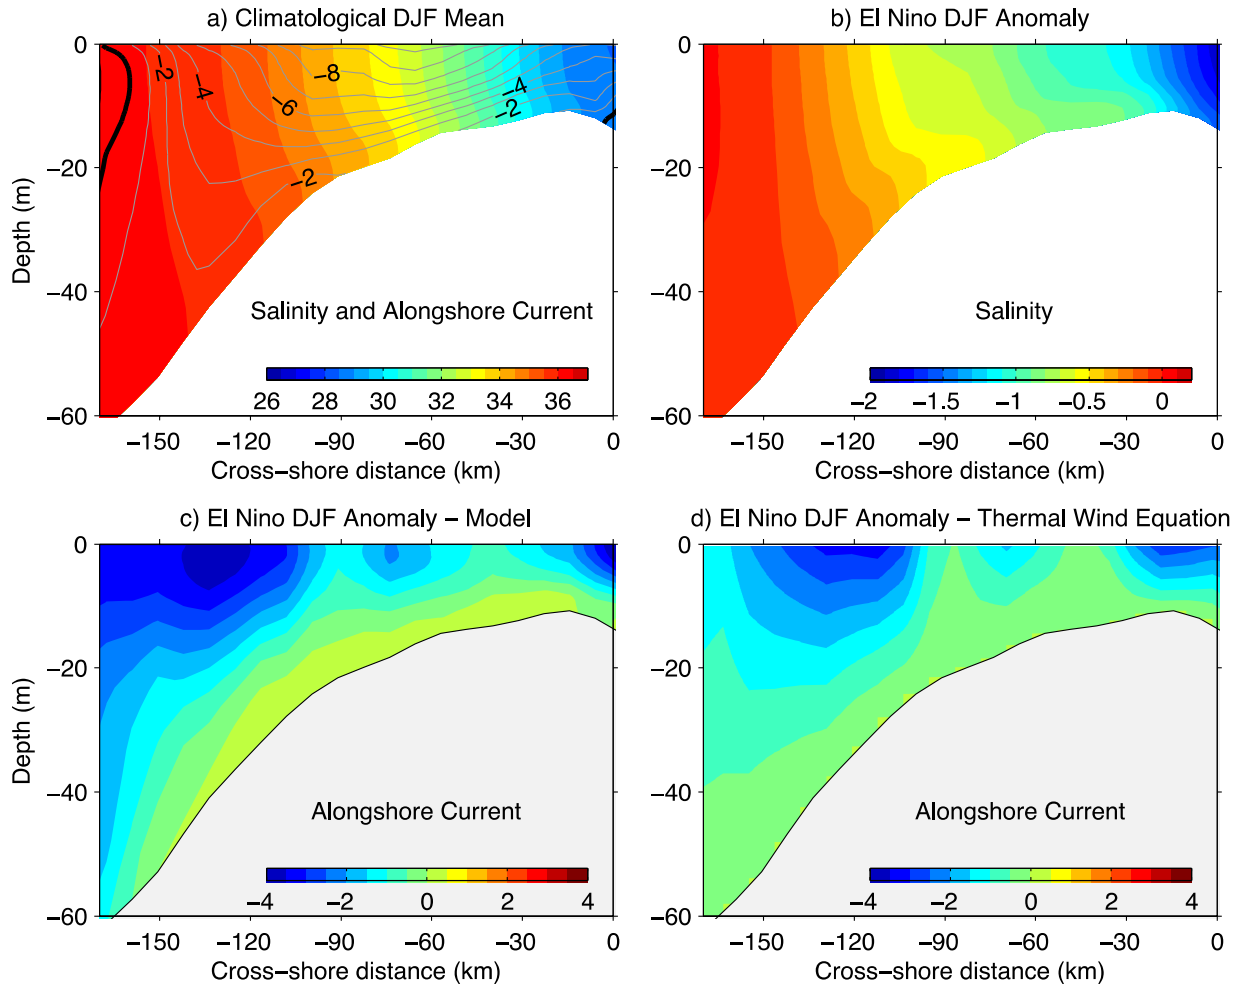 a) Climatological DJF Mean
b) El Nino DJF Anomaly
0
−20
−40
−60
Depth (m)
−2
−4
−6
−8
−4
−2
−2
Salinity and Alongshore Current
26 28 30 32 34 36
−150 −120 −90 −60 −30 0
Cross−shore distance (km)
0
−20
−40
−60
Salinity
−2 −1.5 −1 −0.5 0
−150 −120 −90 −60 −30 0
Cross−shore distance (km)
c) El Nino DJF Anomaly − Model
d) El Nino DJF Anomaly − Thermal Wind Equation
0
−20
−40
−60
Depth (m)
Alongshore Current
−4 −2 0 2 4
−150 −120 −90 −60 −30 0
Cross−shore distance (km)
0
−20
−40
−60
Alongshore Current
−4 −2 0 2 4
−150 −120 −90 −60 −30 0
Cross−shore distance (km)